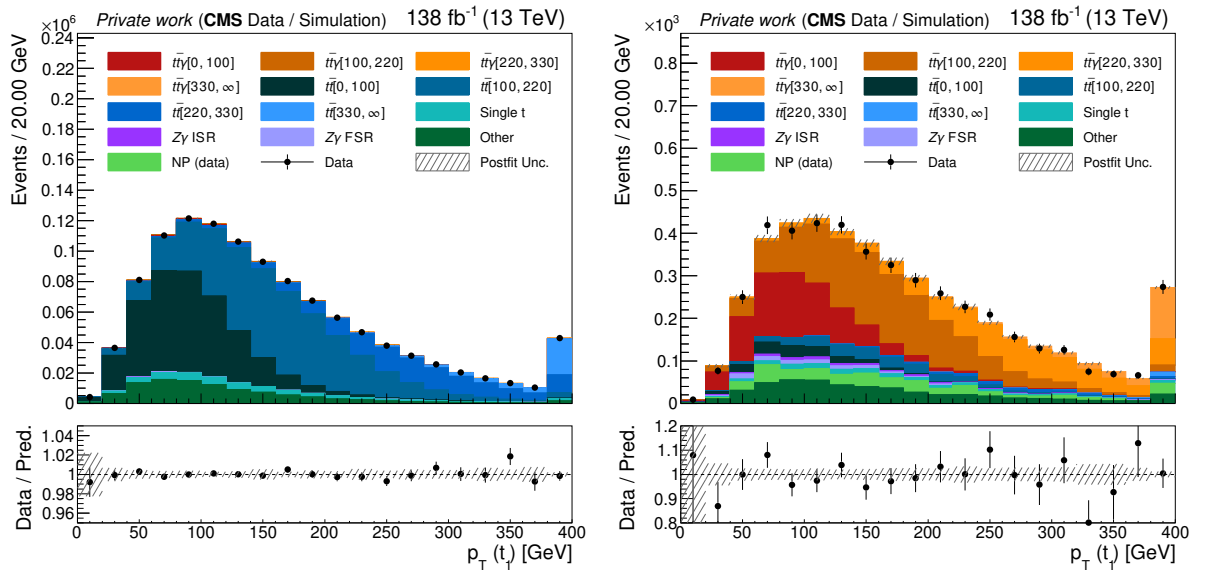 Private work (CMS Data / Simulation) 138 fb⁻¹ (13 TeV)
×10⁶
Events / 20.00 GeV
0.24
0.22
0.2
0.18
0.16
0.14
0.12
0.1
0.08
0.06
0.04
0.02
0
tt̄γ[0, 100] tt̄γ[100, 220] tt̄γ[220, 330]
tt̄γ[330, ∞] tt̄[0, 100] tt̄[100, 220]
tt̄[220, 330] tt̄[330, ∞] Single t
Zγ ISR Zγ FSR Other
NP (data) Data Postfit Unc.
Data / Pred.
1.04
1.02
1
0.98
0.96
0 50 100 150 200 250 300 350 400
p_T (t_1) [GeV]
Private work (CMS Data / Simulation) 138 fb⁻¹ (13 TeV)
×10³
Events / 20.00 GeV
0.8
0.7
0.6
0.5
0.4
0.3
0.2
0.1
0
tt̄γ[0, 100] tt̄γ[100, 220] tt̄γ[220, 330]
tt̄γ[330, ∞] tt̄[0, 100] tt̄[100, 220]
tt̄[220, 330] tt̄[330, ∞] Single t
Zγ ISR Zγ FSR Other
NP (data) Data Postfit Unc.
Data / Pred.
1.2
1.1
1
0.9
0.8
0 50 100 150 200 250 300 350 400
p_T (t_1) [GeV]